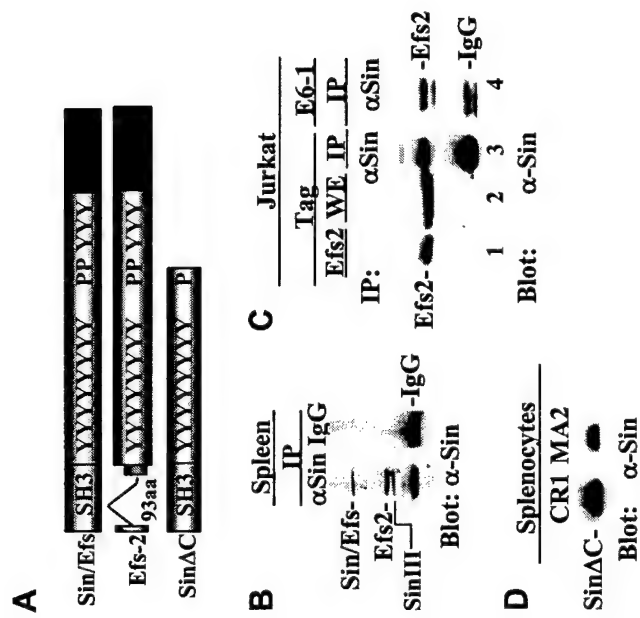 A
Sin/Efs SH3 YYYYYYYYY PP YYY
Efs-2 YYYYYYYYY PP YYY
93aa
SinΔC SH3 YYYYYYYYY P
B
Spleen
IP
αSin IgG
Sin/Efs-
Efs2-
SinIII
-IgG
Blot: α-Sin
C
Jurkat
Tag E6-1
Efs2 WE IP IP
IP: αSin αSin
Efs2- -Efs2
-IgG
1 2 3 4
Blot: α-Sin
D
Splenocytes
CR1 MA2
SinΔC-
Blot: α-Sin